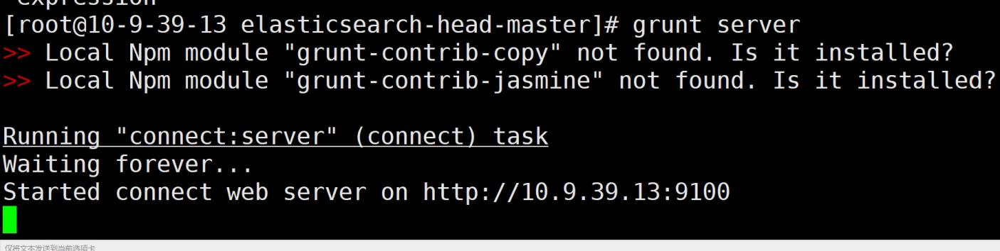 expression
[root@10-9-39-13 elasticsearch-head-master]# grunt server
>> Local Npm module "grunt-contrib-copy" not found. Is it installed?
>> Local Npm module "grunt-contrib-jasmine" not found. Is it installed?
Running "connect:server" (connect) task
Waiting forever...
Started connect web server on http://10.9.39.13:9100
仅将文本发送到当前选项卡